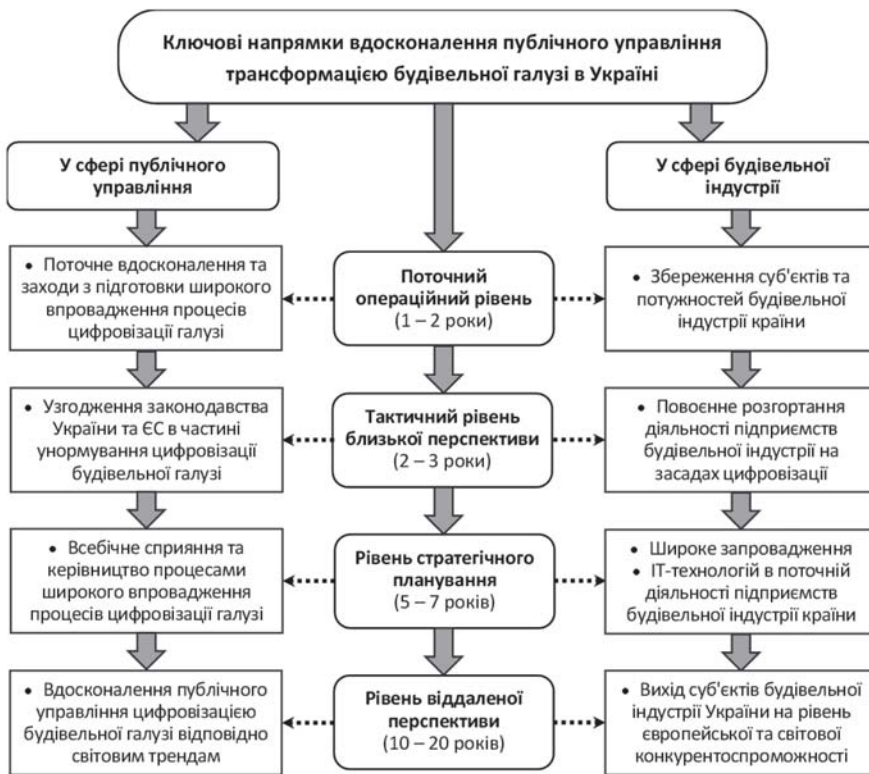 Ключові напрямки вдосконалення публічного управління
трансформацією будівельної галузі в Україні
У сфері публічного
управління
У сфері будівельної
індустрії
• Поточне вдосконалення та
заходи з підготовки широкого
впровадження процесів
цифровізації галузі
Поточний
операційний рівень
(1 – 2 роки)
• Збереження суб'єктів та
потужностей будівельної
індустрії країни
• Узгодження законодавства
України та ЄС в частині
унормування цифровізації
будівельної галузі
Тактичний рівень
близької перспективи
(2 – 3 роки)
• Повоєнне розгортання
діяльності підприємств
будівельної індустрії на
засадах цифровізації
• Всебічне сприяння та
керівництво процесами
широкого впровадження
процесів цифровізації галузі
Рівень стратегічного
планування
(5 – 7 років)
• Широке запровадження
• ІТ-технологій в поточній
діяльності підприємств
будівельної індустрії країни
• Вдосконалення публічного
управління цифровізацією
будівельної галузі відповідно
світовим трендам
Рівень віддаленої
перспективи
(10 – 20 років)
• Вихід суб'єктів будівельної
індустрії України на рівень
європейської та світової
конкурентоспроможності